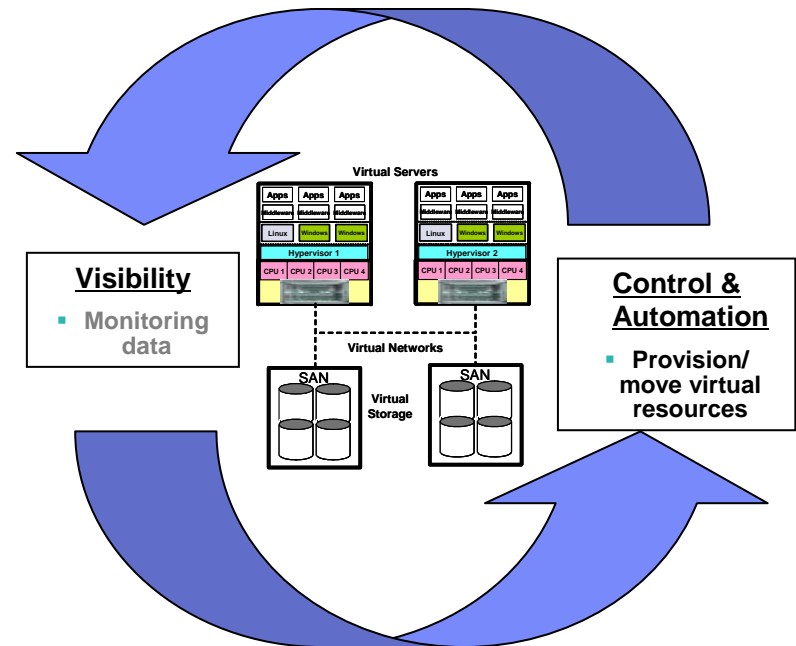 Virtual Servers
Apps Apps Apps
Middleware Middleware Middleware
Linux Windows Windows
Hypervisor 1
CPU 1 CPU 2 CPU 3 CPU 4
Apps Apps Apps
Middleware Middleware Middleware
Linux Windows Windows
Hypervisor 2
CPU 1 CPU 2 CPU 3 CPU 4
Visibility
▪ Monitoring
data
Control &
Automation
▪ Provision/
move virtual
resources
Virtual Networks
SAN
Virtual
Storage
SAN